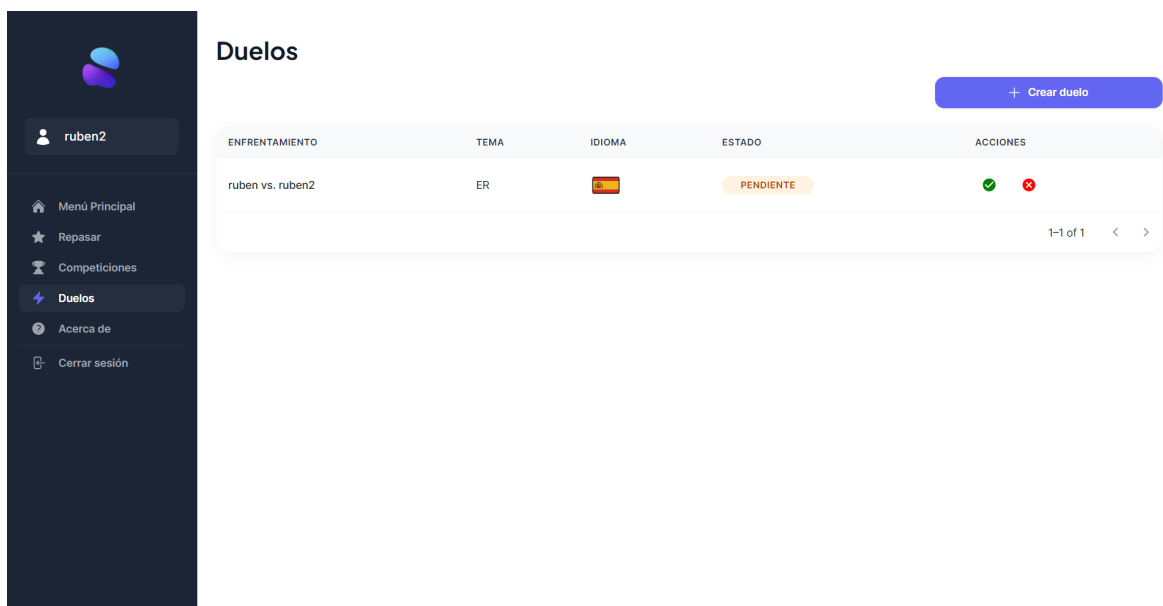 ruben2
Menú Principal
Repasar
Competiciones
Duelos
Acerca de
Cerrar sesión
Duelos
+ Crear duelo
ENFRENTAMIENTO TEMA IDIOMA ESTADO ACCIONES
ruben vs. ruben2 ER PENDIENTE
1–1 of 1